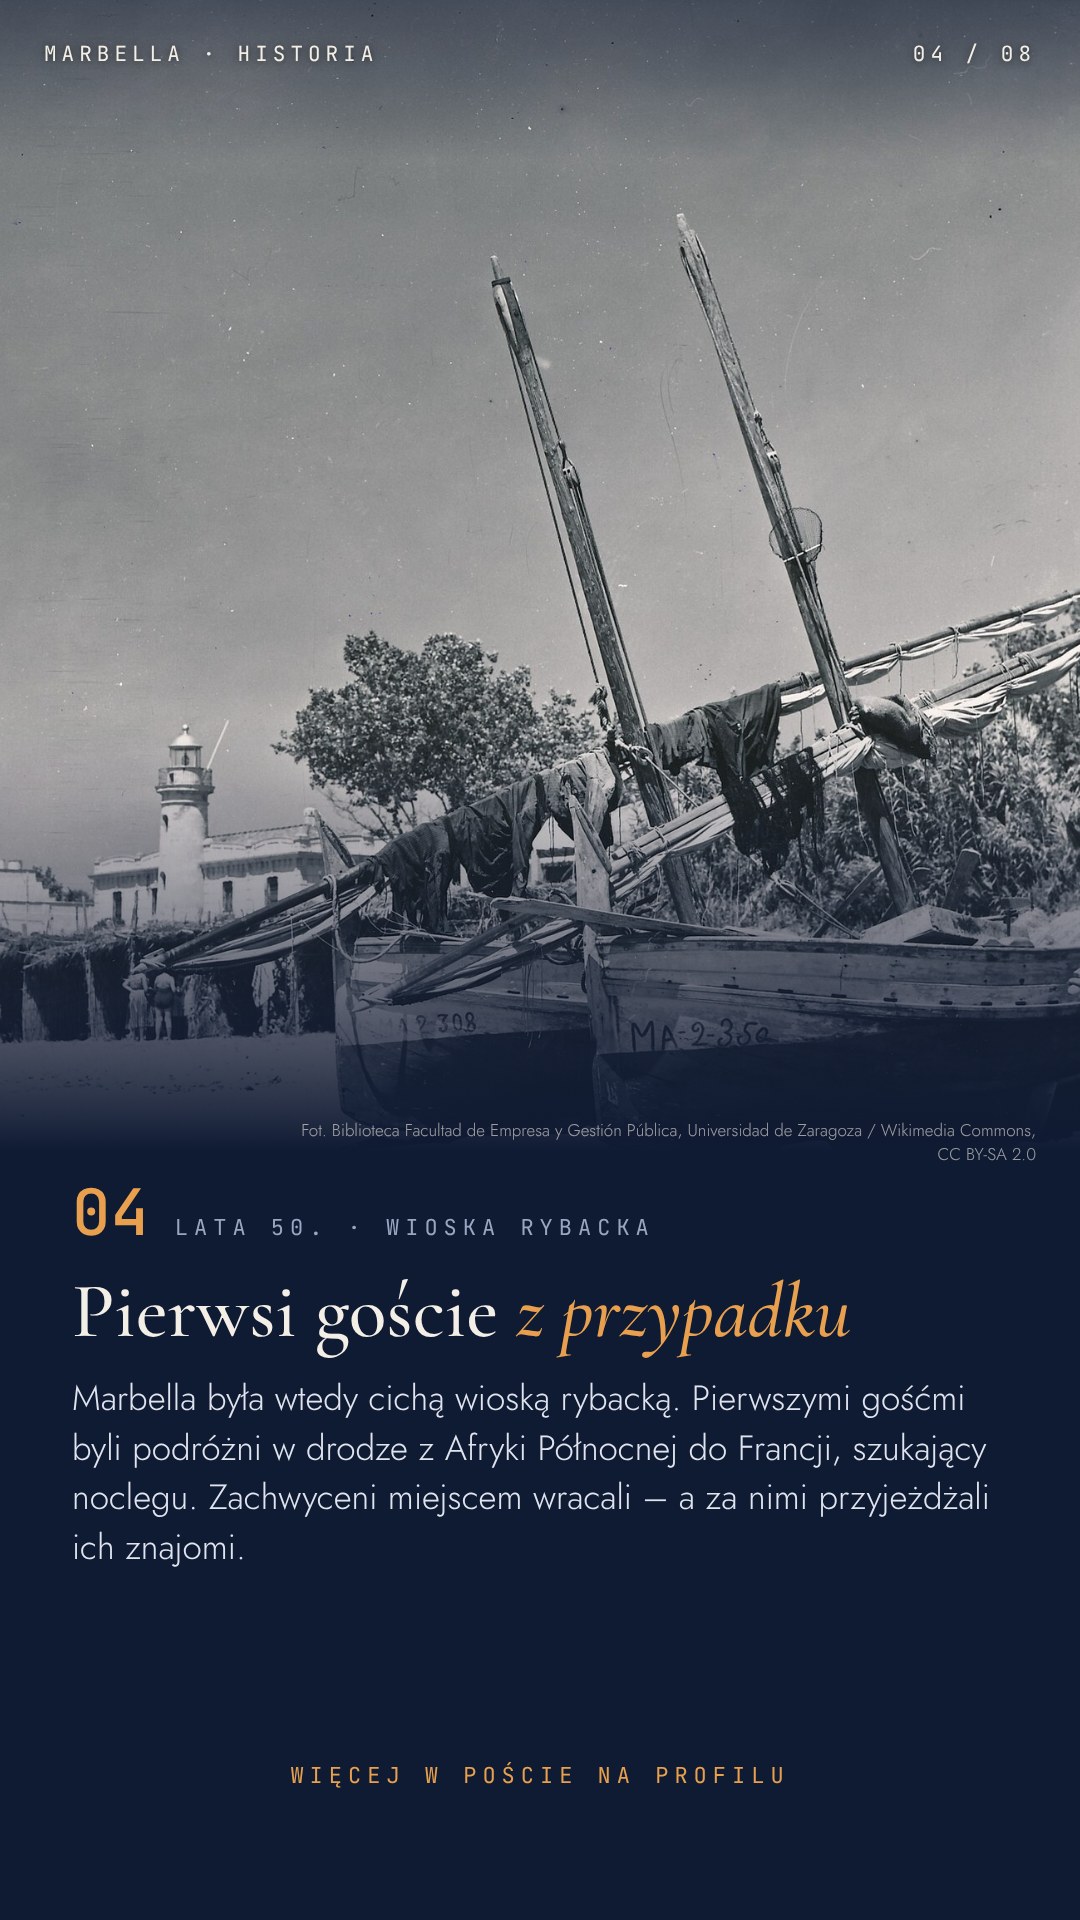 MARBELLA · HISTORIA
04 / 08
MA-2-35
Fot. Biblioteca Facultad de Empresa y Gestión Pública, Universidad de Zaragoza / Wikimedia Commons,
CC BY-SA 2.0
04 LATA 50. · WIOSKA RYBACKA
Pierwsi goście z przypadku
Marbella była wtedy cichą wioską rybacką. Pierwszymi gośćmi
byli podróżni w drodze z Afryki Północnej do Francji, szukający
noclegu. Zachwyceni miejscem wracali – a za nimi przyjeżdżali
ich znajomi.
WIĘCEJ W POŚCIE NA PROFILU